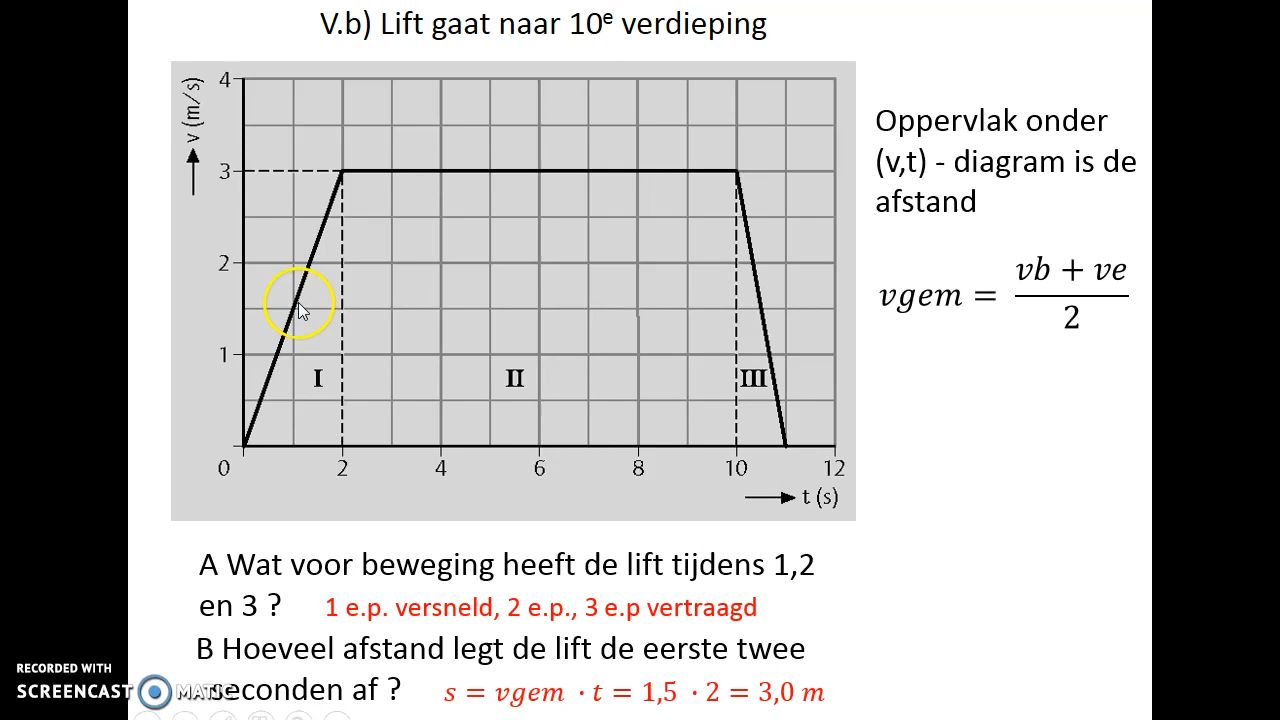 V.b) Lift gaat naar 10e verdieping
4
3
2
1
v (m/s)
I
II
III
0
2
4
6
8
10
12
t (s)
Oppervlak onder
(v,t) - diagram is de
afstand
vgem = (vb + ve)/2
A Wat voor beweging heeft de lift tijdens 1,2
en 3 ? 1 e.p. versneld, 2 e.p., 3 e.p vertraagd
B Hoeveel afstand legt de lift de eerste twee
seconden af ? s = vgem · t = 1,5 · 2 = 3,0 m
RECORDED WITH
SCREENCAST MATIC